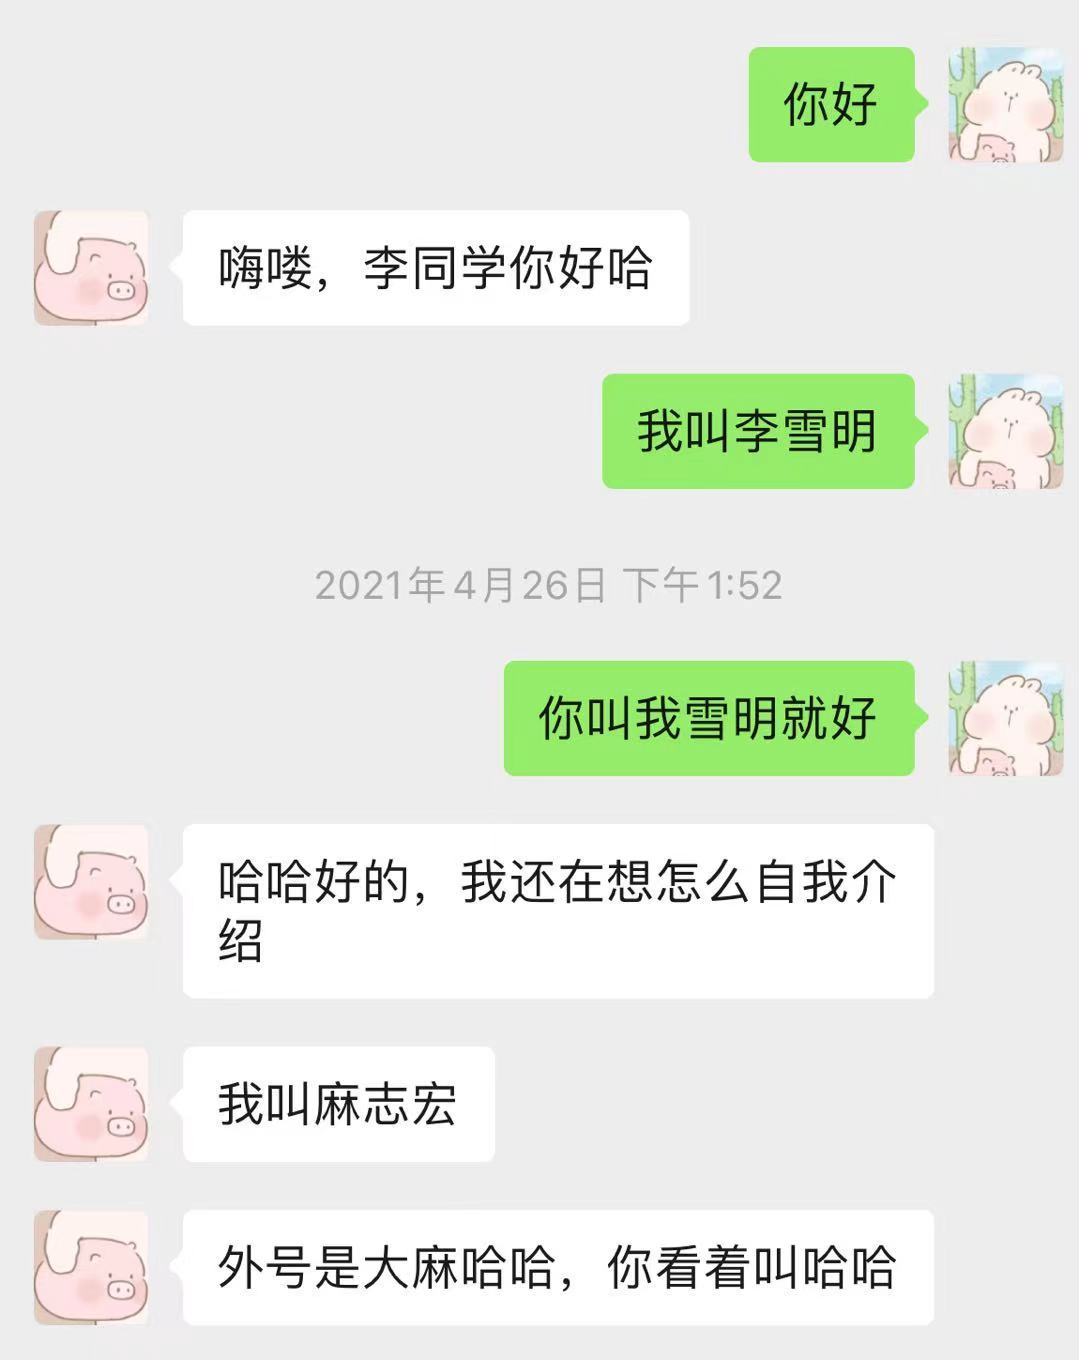 你好
嗨喽，李同学你好哈
我叫李雪明
2021年4月26日 下午1:52
你叫我雪明就好
哈哈好的，我还在想怎么自我介
绍
我叫麻志宏
外号是大麻哈哈，你看着叫哈哈